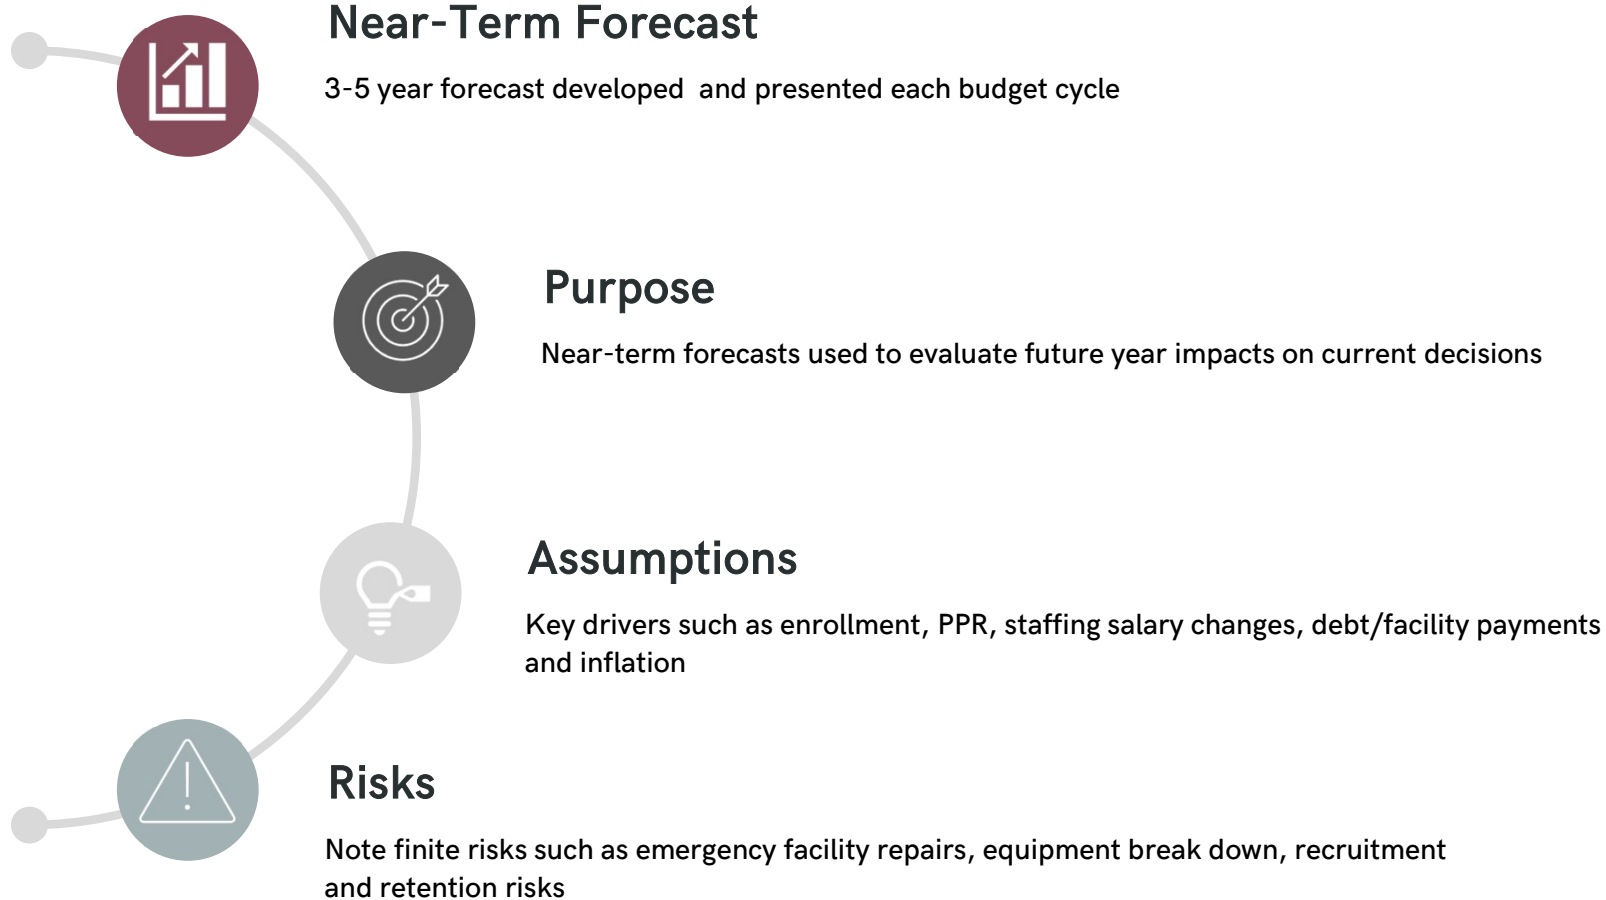 Near-Term Forecast
3-5 year forecast developed  and presented each budget cycle
Purpose
Near-term forecasts used to evaluate future year impacts on current decisions
Assumptions
Key drivers such as enrollment, PPR, staffing salary changes, debt/facility payments
and inflation
Risks
Note finite risks such as emergency facility repairs, equipment break down, recruitment
and retention risks